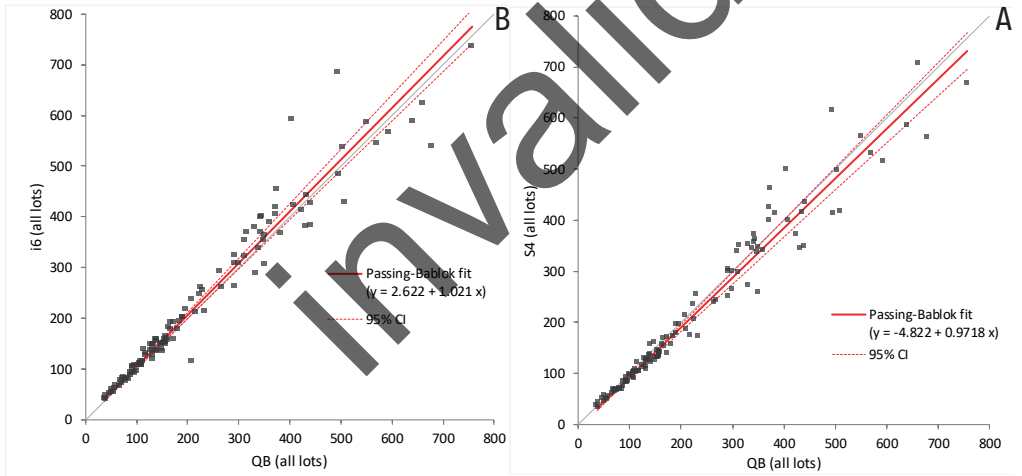 B
800
700
600
500
400
300
200
100
0
i6 (all lots)
Passing-Bablok fit
(y = 2.622 + 1.021 x)
95% CI
0 100 200 300 400 500 600 700 800
QB (all lots)
A
800
700
600
500
400
300
200
100
0
S4 (all lots)
Passing-Bablok fit
(y = -4.822 + 0.9718 x)
95% CI
0 100 200 300 400 500 600 700 800
QB (all lots)